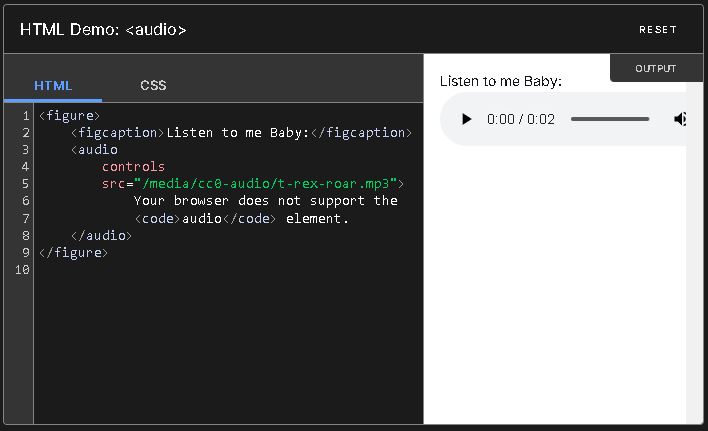 HTML Demo: <audio>
RESET
HTML
CSS
OUTPUT
1 <figure>
2 <figcaption>Listen to me Baby:</figcaption>
3 <audio
4 controls
5 src="/media/cc0-audio/t-rex-roar.mp3">
6 Your browser does not support the
7 <code>audio</code> element.
8 </audio>
9 </figure>
10
Listen to me Baby:
0:00 / 0:02